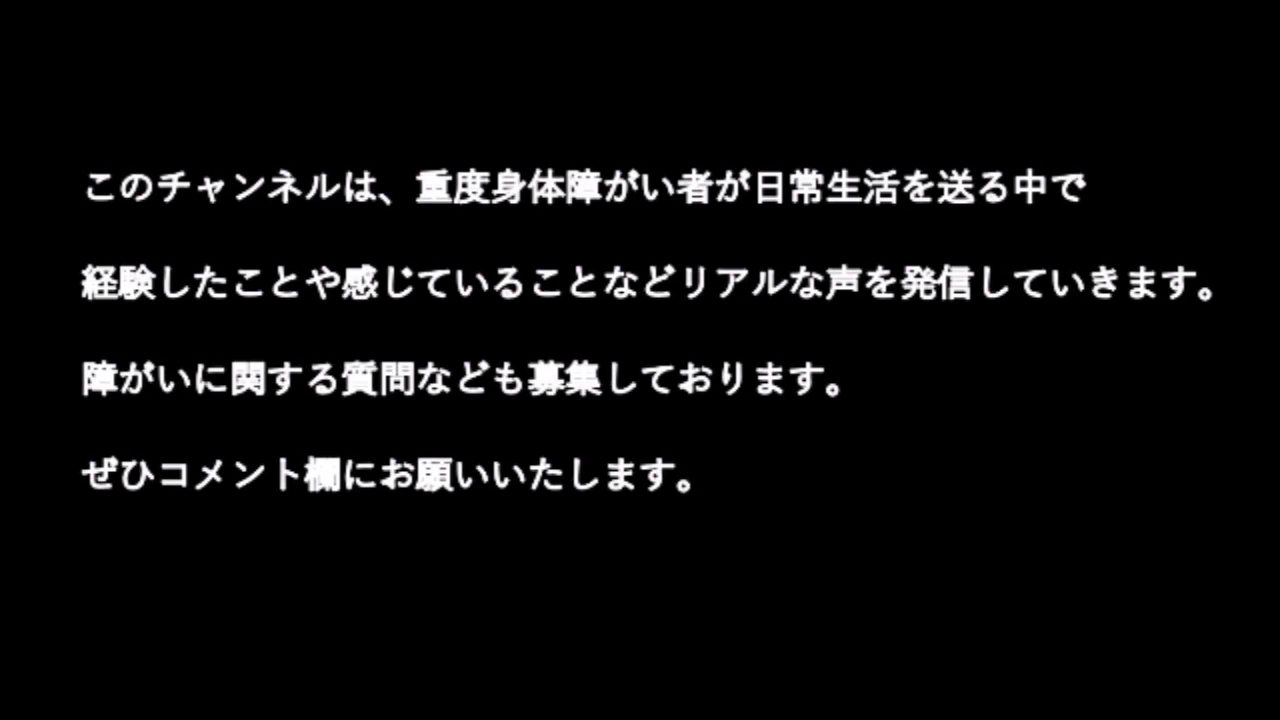 このチャンネルは、重度身体障がい者が日常生活を送る中で
経験したことや感じていることなどリアルな声を発信していきます。
障がいに関する質問なども募集しております。
ぜひコメント欄にお願いいたします。